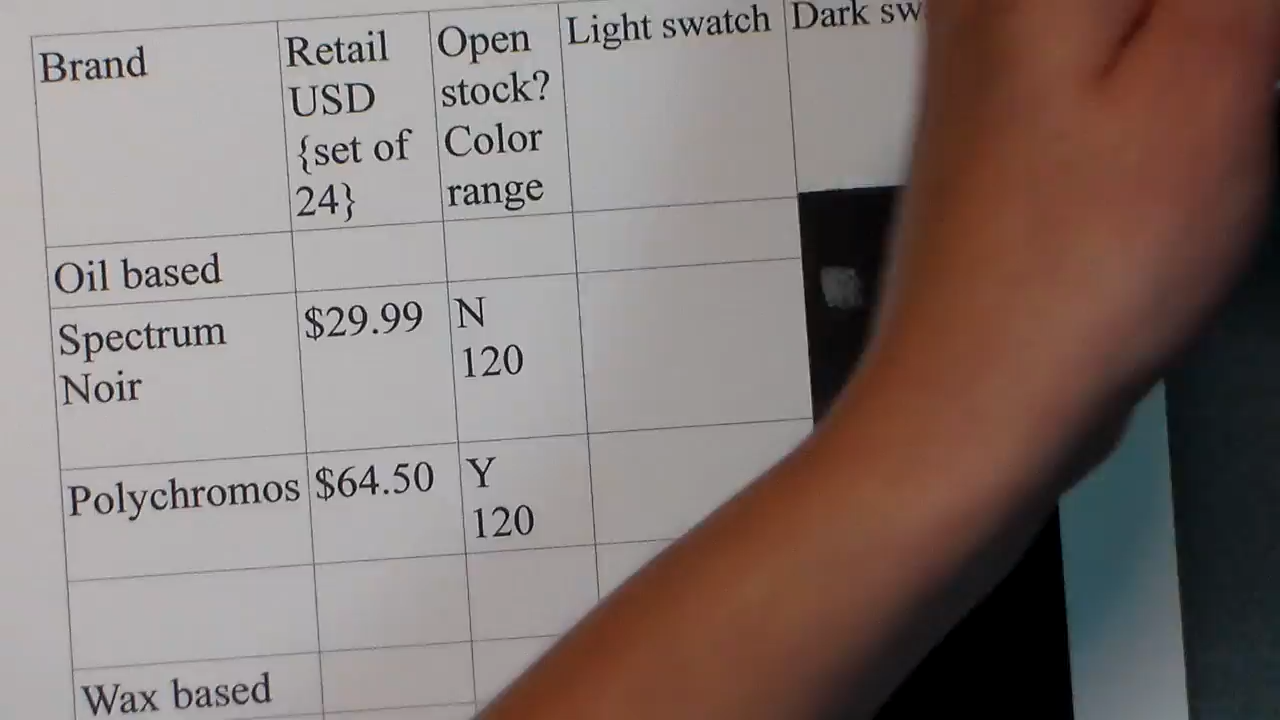 Brand
Retail
USD
{set of
24}
Open
stock?
Color
range
Light swatch
Dark
Oil based
Spectrum
Noir
$29.99
N
120
Polychromos
$64.50
Y
120
Wax based